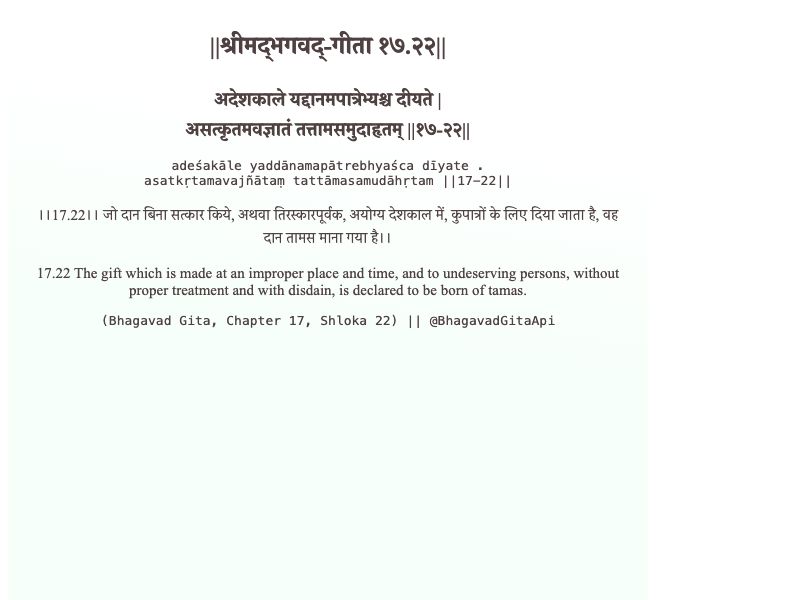 ||श्रीमद्‍भगवद्‍-गीता १७.२२||
अदेशकाले यद्दानमपात्रेभ्यश्च दीयते |
असत्कृतमवज्ञातं तत्तामसमुदाहृतम् ||१७-२२||
adeśakāle yaddānamapātrebhyaśca dīyate .
asatkṛtamavajñātaṃ tattāmasamudāhṛtam ||17-22||
।।17.22।। जो दान बिना सत्कार किये, अथवा तिरस्कारपूर्वक, अयोग्य देशकाल में, कुपात्रों के लिए दिया जाता है, वह
दान तामस माना गया है।।
17.22 The gift which is made at an improper place and time, and to undeserving persons, without
proper treatment and with disdain, is declared to be born of tamas.
(Bhagavad Gita, Chapter 17, Shloka 22) || @BhagavadGitaApi